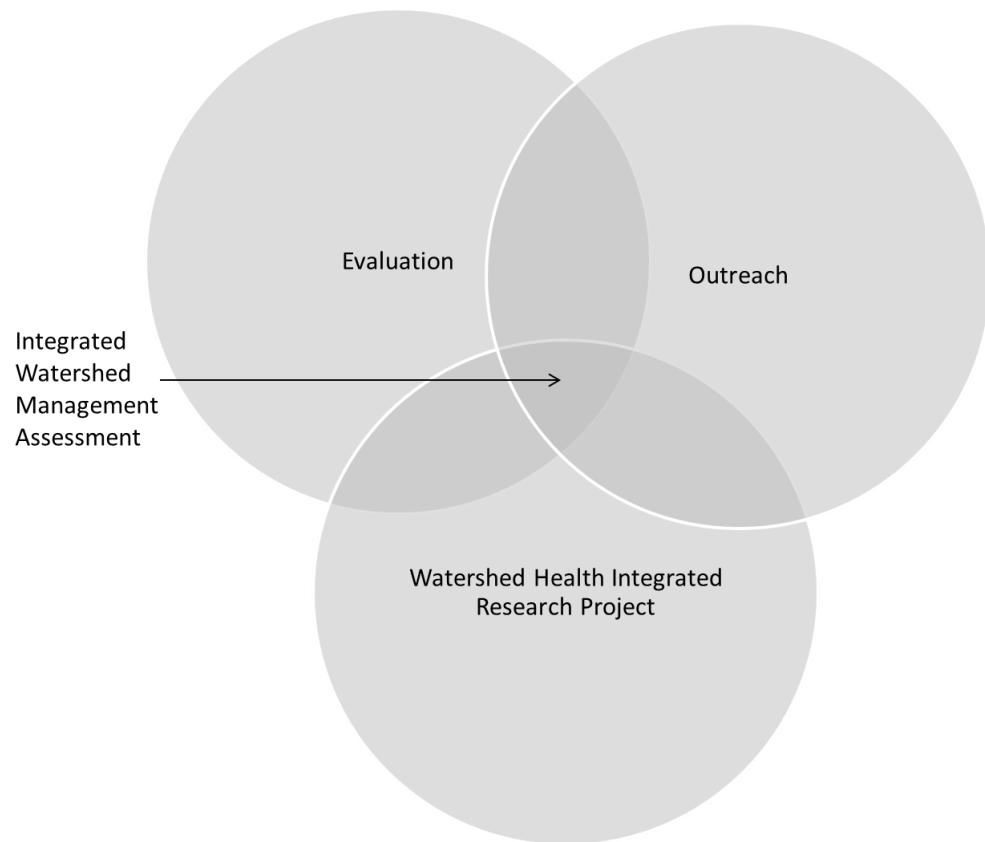 Evaluation
Outreach
Integrated
Watershed
Management
Assessment
Watershed Health Integrated
Research Project